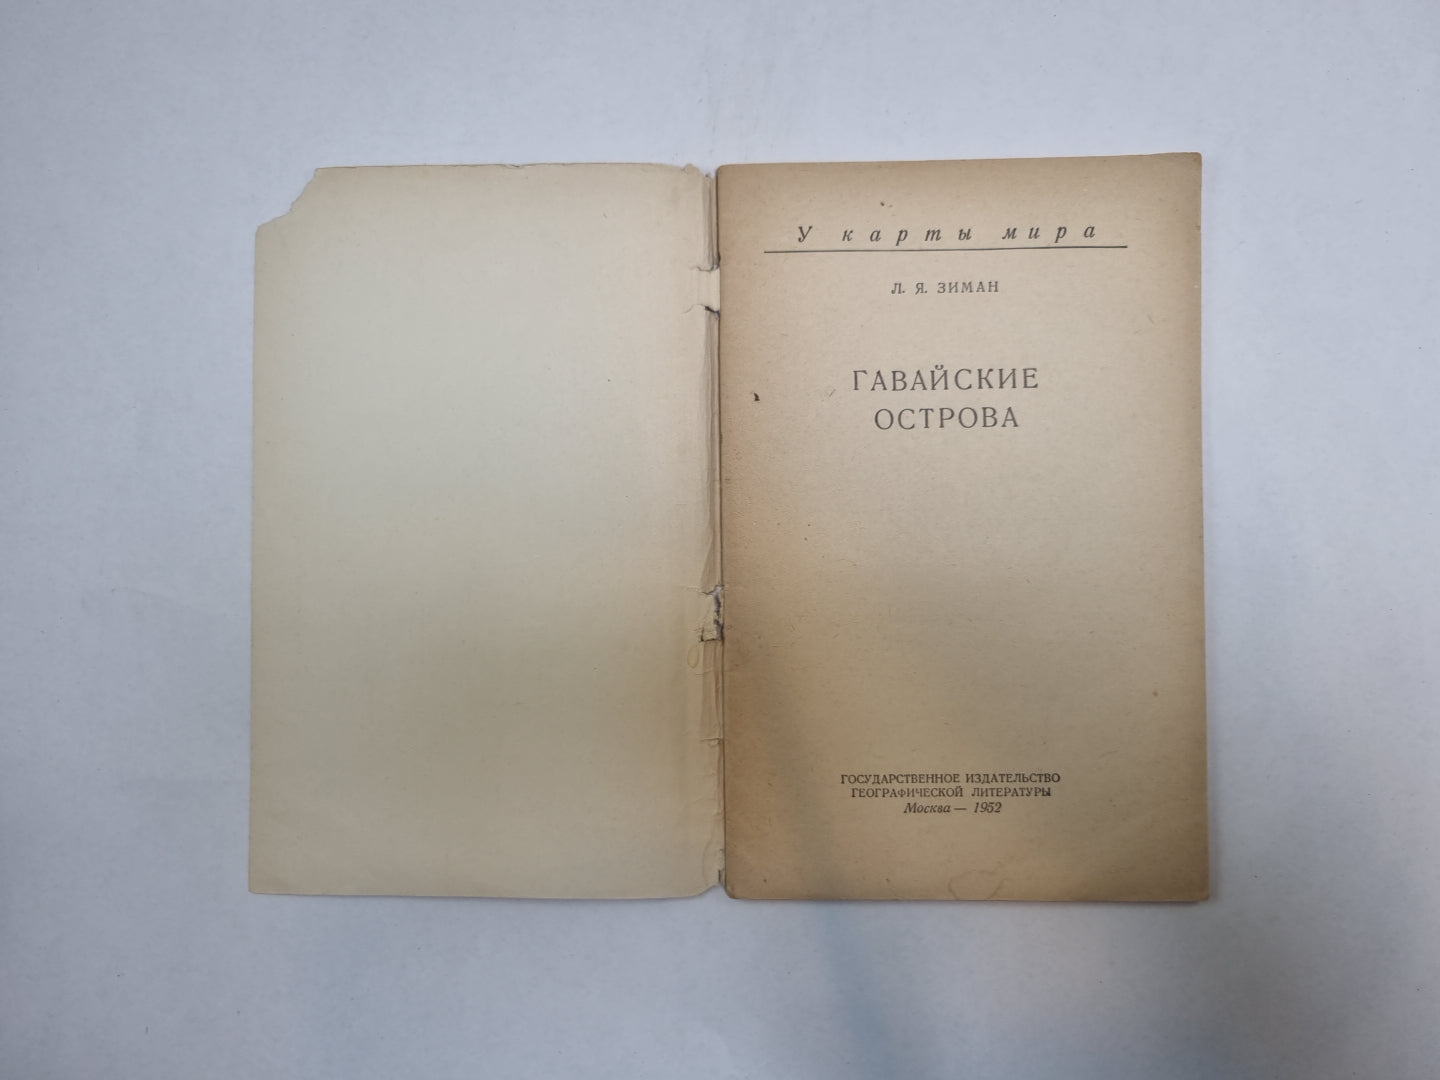 У карты мира
Л. Я. ЗИМАН
ГАВАЙСКИЕ
ОСТРОВА
ГОСУДАРСТВЕННОЕ ИЗДАТЕЛЬСТВО
ГЕОГРАФИЧЕСКОЙ ЛИТЕРАТУРЫ
Москва — 1952